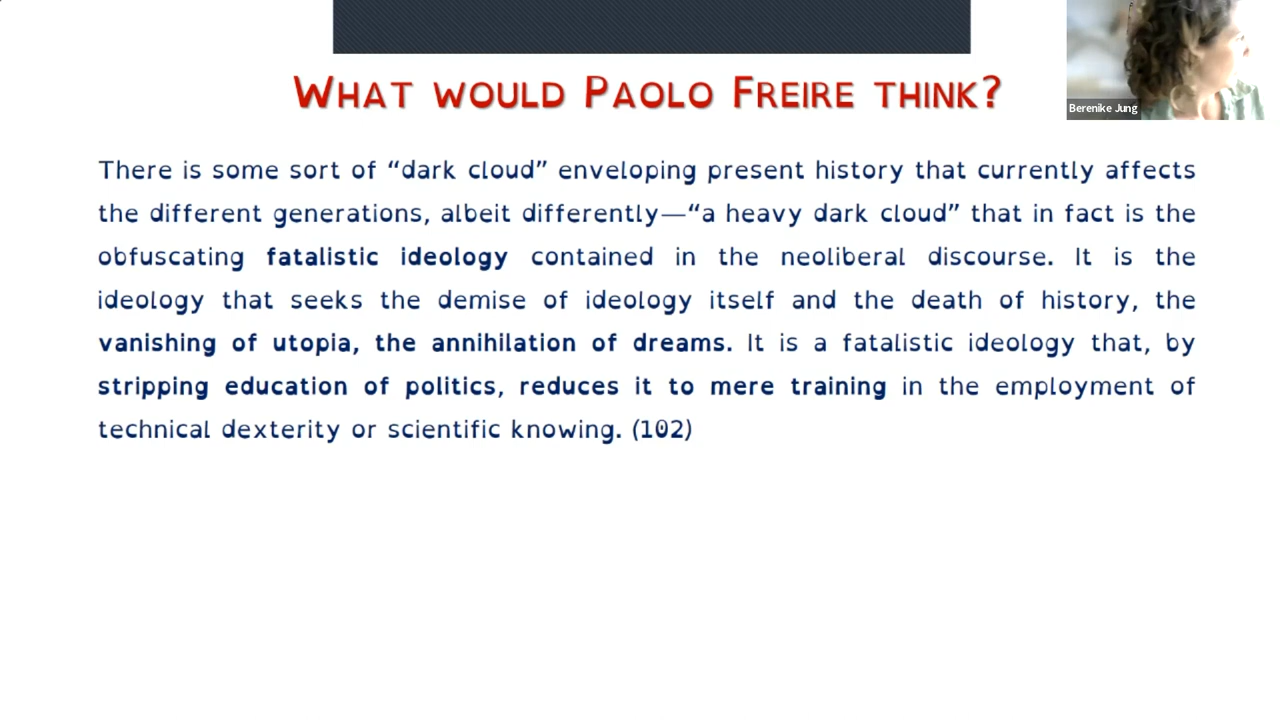 WHAT WOULD PAOLO FREIRE THINK?
Berenike Jung
There is some sort of “dark cloud” enveloping present history that currently affects
the different generations, albeit differently—“a heavy dark cloud” that in fact is the
obfuscating fatalistic ideology contained in the neoliberal discourse. It is the
ideology that seeks the demise of ideology itself and the death of history, the
vanishing of utopia, the annihilation of dreams. It is a fatalistic ideology that, by
stripping education of politics, reduces it to mere training in the employment of
technical dexterity or scientific knowing. (102)